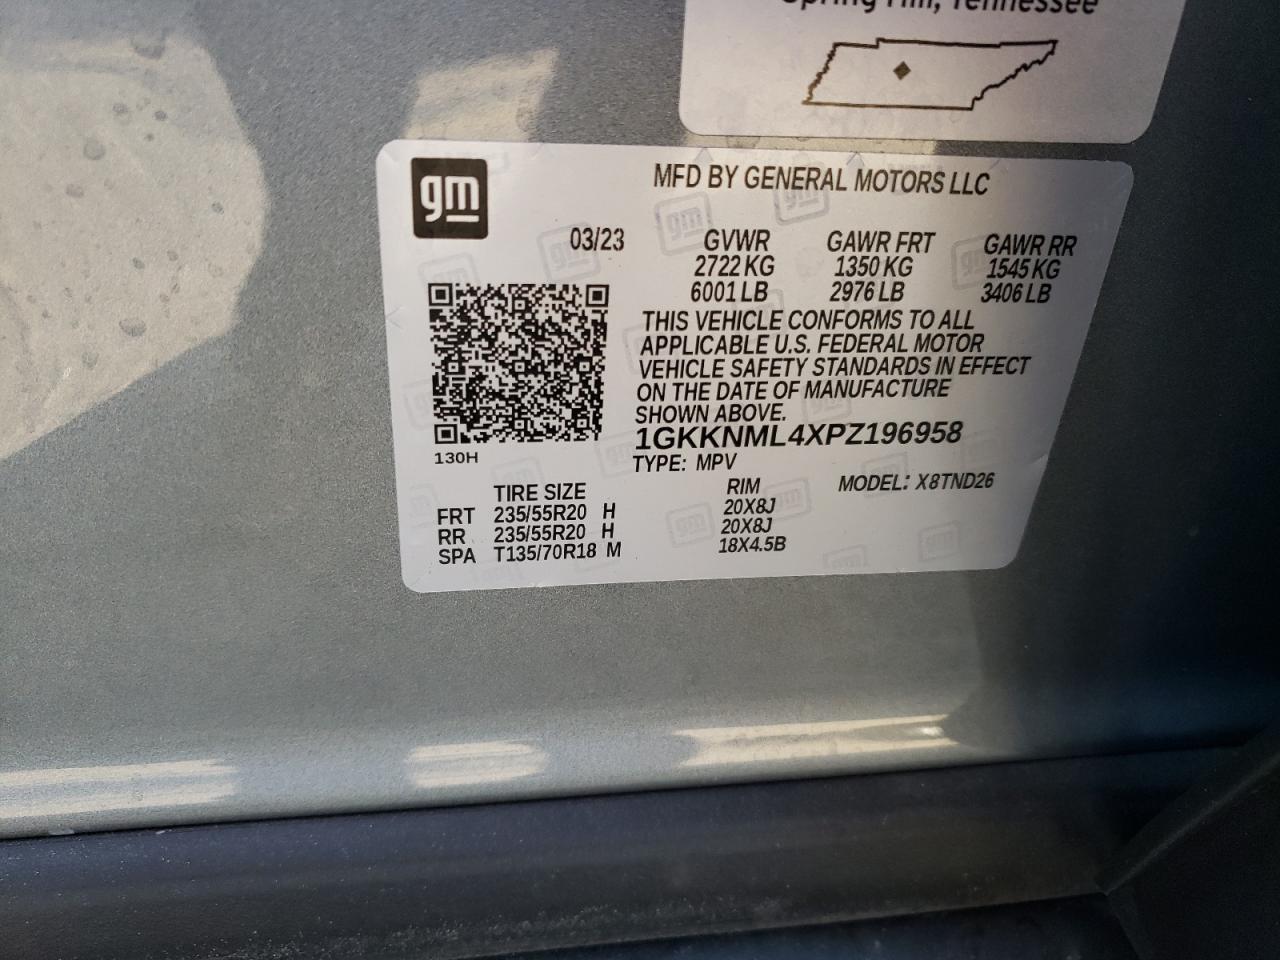 Spring Hill, Tennessee
gm
MFD BY GENERAL MOTORS LLC
03/23
GVWR GAWR FRT GAWR RR
2722 KG 1350 KG 1545 KG
6001 LB 2976 LB 3406 LB
THIS VEHICLE CONFORMS TO ALL
APPLICABLE U.S. FEDERAL MOTOR
VEHICLE SAFETY STANDARDS IN EFFECT
ON THE DATE OF MANUFACTURE
SHOWN ABOVE.
1GKKNML4XPZ196958
130H
TYPE: MPV
MODEL: X8TND26
TIRE SIZE RIM
FRT 235/55R20 H 20X8J
RR 235/55R20 H 20X8J
SPA T135/70R18 M 18X4.5B